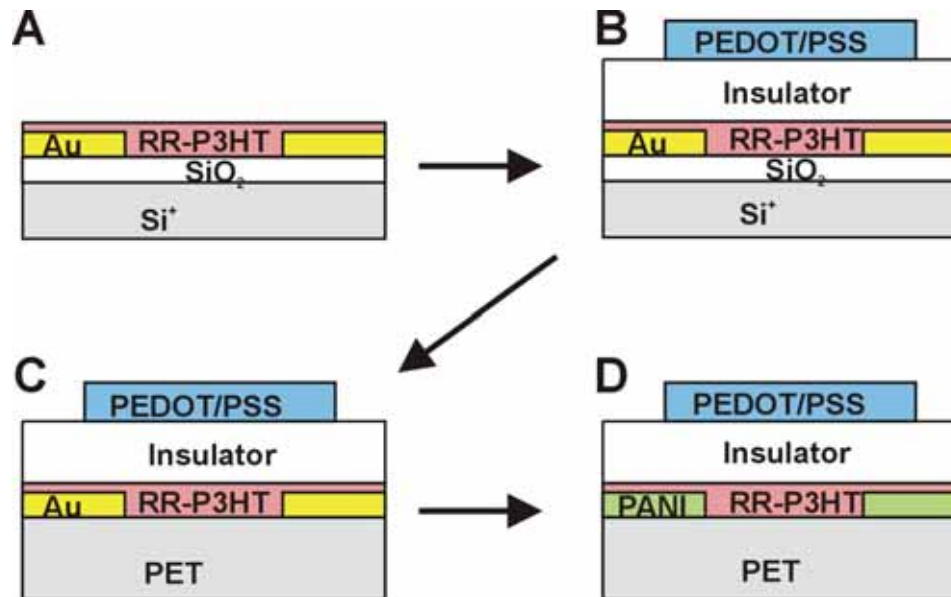 A
Au RR-P3HT
SiO₂
Si⁺
B
PEDOT/PSS
Insulator
Au RR-P3HT
SiO₂
Si⁺
C
PEDOT/PSS
Insulator
Au RR-P3HT
PET
D
PEDOT/PSS
Insulator
PANI RR-P3HT
PET